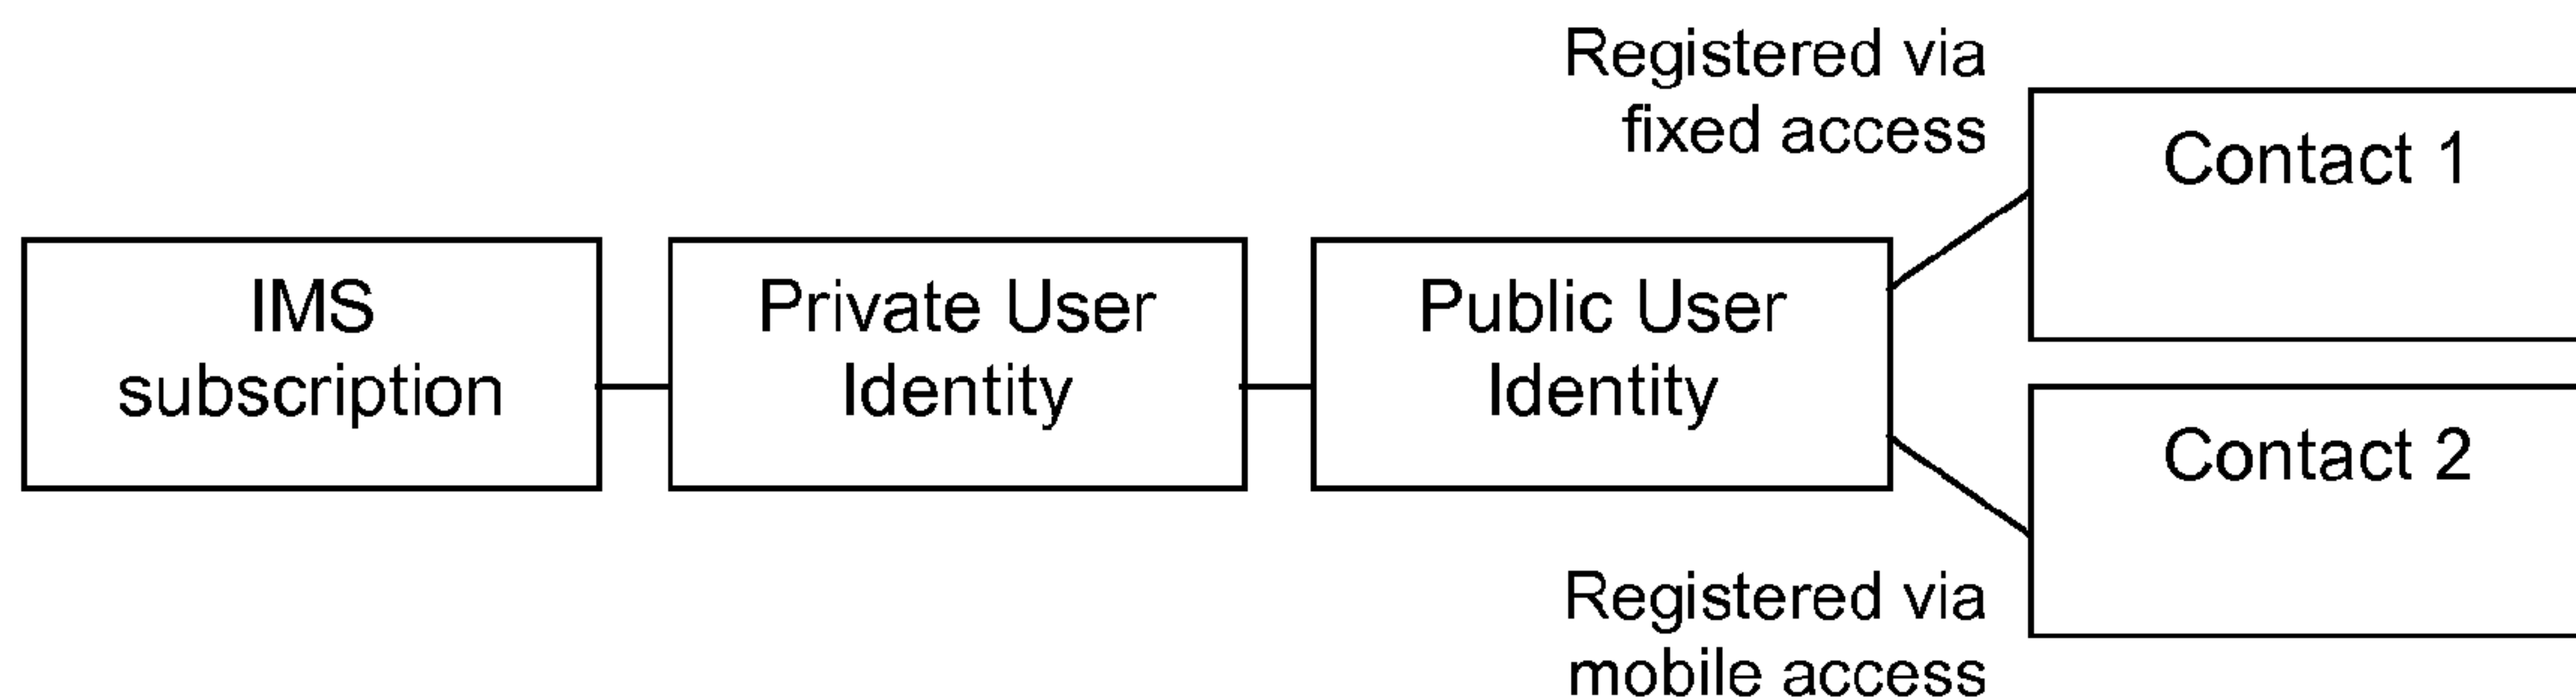 Registered via
fixed access
Contact 1
IMS
subscription
Private User
Identity
Public User
Identity
Contact 2
Registered via
mobile access